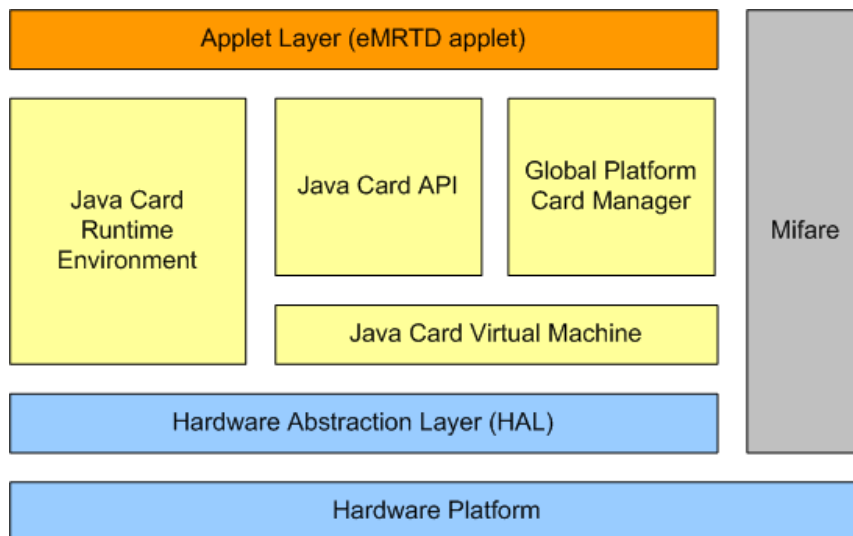 Applet Layer (eMRTD applet)
Java Card
Runtime
Environment
Java Card API
Global Platform
Card Manager
Mifare
Java Card Virtual Machine
Hardware Abstraction Layer (HAL)
Hardware Platform